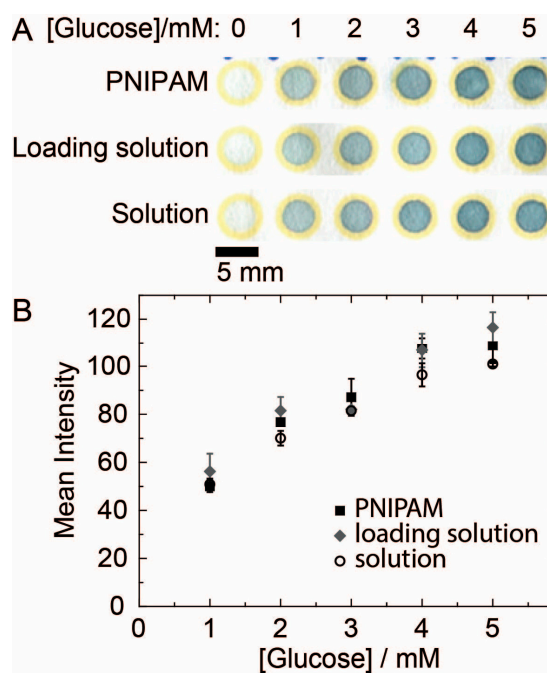 A [Glucose]/mM: 0 1 2 3 4 5
PNIPAM
Loading solution
Solution
5 mm
B
120
100
80
60
40
20
0
Mean Intensity
PNIPAM
loading solution
solution
0 1 2 3 4 5
[Glucose] / mM